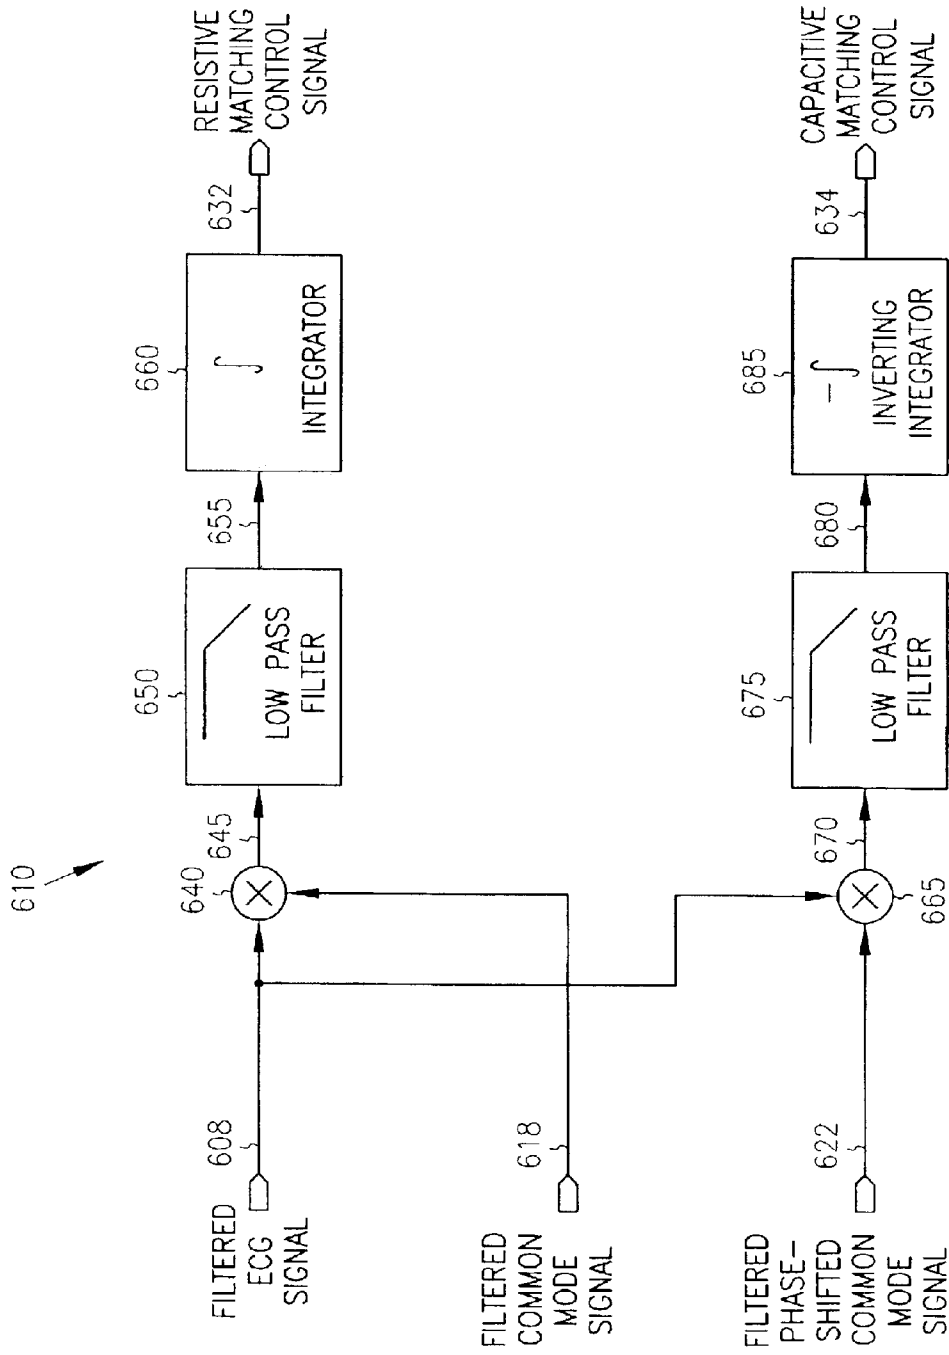 610
FILTERED
ECG
SIGNAL
608
640
645
650
LOW PASS
FILTER
655
660
∫
INTEGRATOR
632
RESISTIVE
MATCHING
CONTROL
SIGNAL
FILTERED
COMMON
MODE
SIGNAL
618
FILTERED
PHASE-
SHIFTED
COMMON
MODE
SIGNAL
622
665
670
675
LOW PASS
FILTER
680
685
-∫
INVERTING
INTEGRATOR
634
CAPACITIVE
MATCHING
CONTROL
SIGNAL